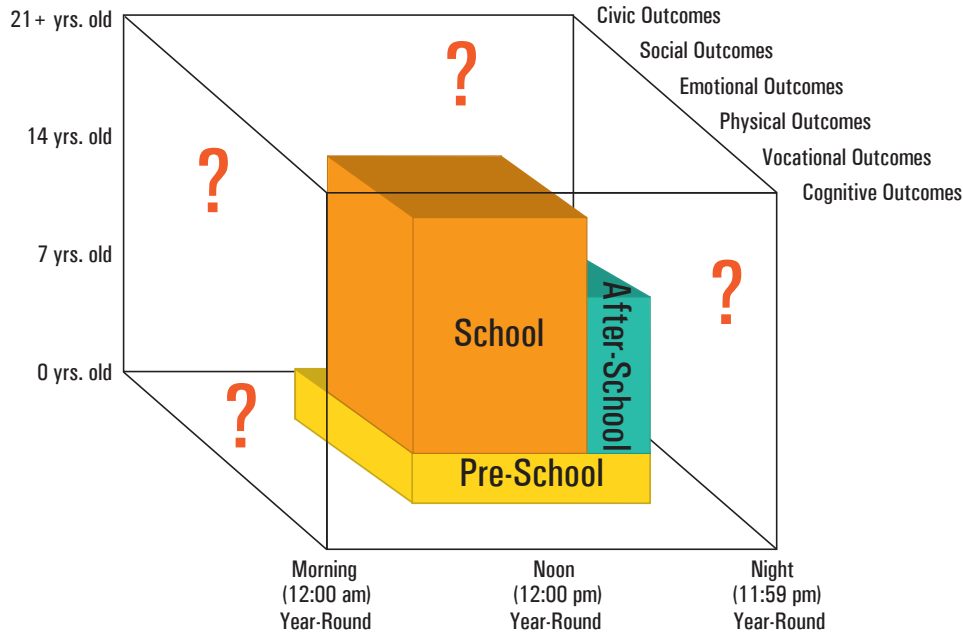 21+ yrs. old
14 yrs. old
7 yrs. old
0 yrs. old
Civic Outcomes
Social Outcomes
Emotional Outcomes
Physical Outcomes
Vocational Outcomes
Cognitive Outcomes
?
?
?
?
School
After-School
Pre-School
Morning
(12:00 am)
Year-Round
Noon
(12:00 pm)
Year-Round
Night
(11:59 pm)
Year-Round